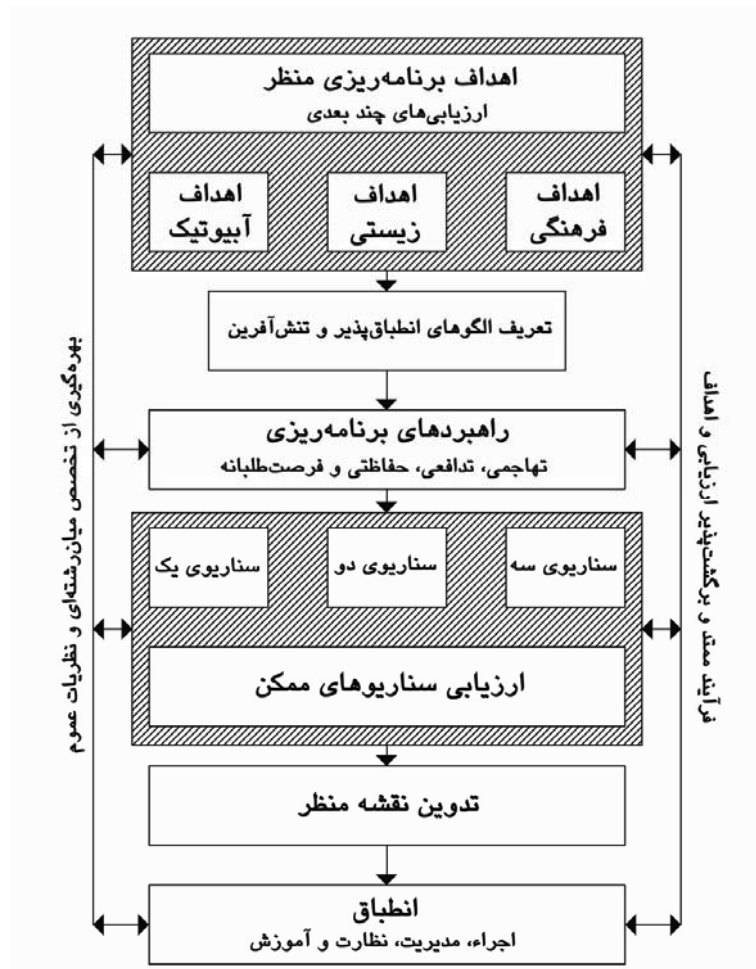 اهداف برنامه‌ریزی منظر
ارزیابی‌های چند بعدی
اهداف
فرهنگی
اهداف
زیستی
اهداف
آبیوتیک
تعریف الگوهای انطباق‌پذیر و تنش‌آفرین
راهبردهای برنامه‌ریزی
تهاجمی، تدافعی، حفاظتی و فرصت‌طلبانه
سناریوی سه
سناریوی دو
سناریوی یک
ارزیابی سناریوهای ممکن
تدوین نقشه منظر
انطباق
اجراء، مدیریت، نظارت و آموزش
فرآیند ممتد و برگشت‌پذیر ارزیابی و اهداف
بهره‌گیری از تخصص میان‌رشته‌ای و نظریات عموم